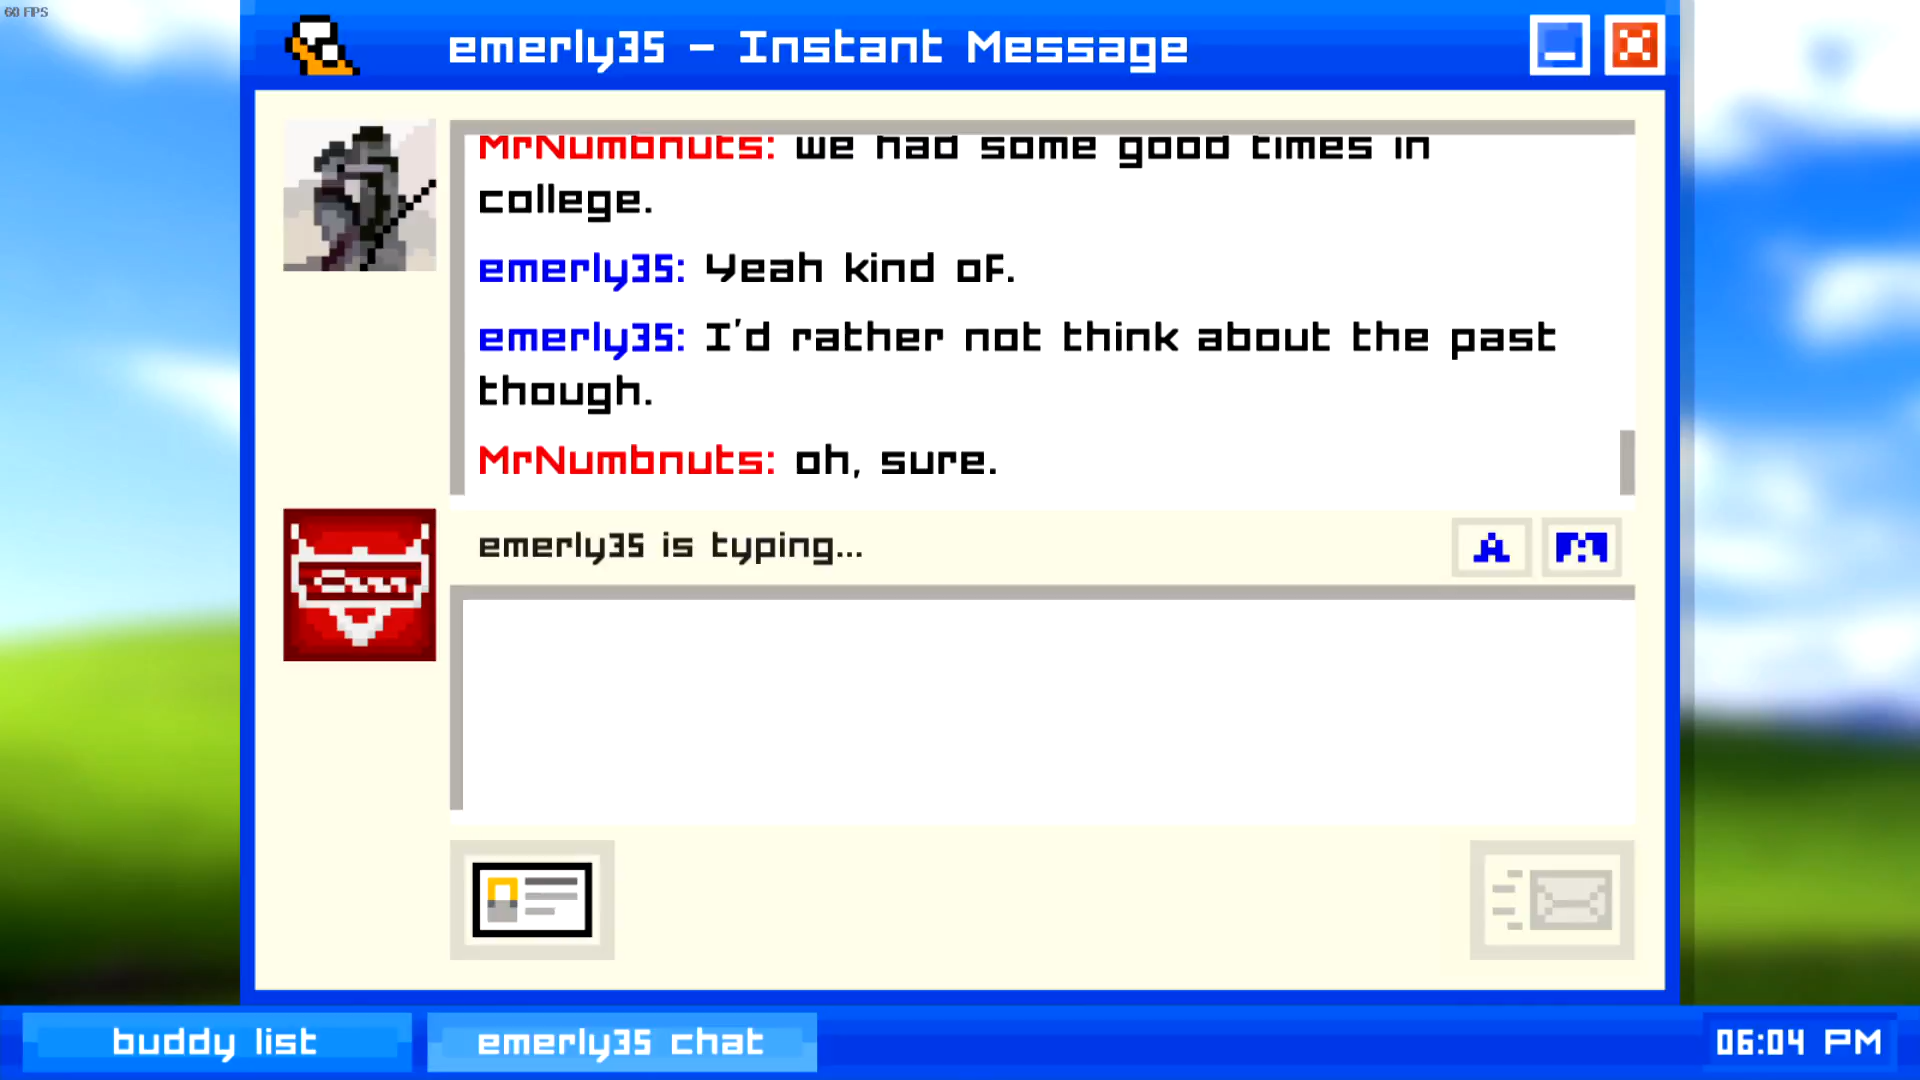 60 FPS
emerly35 - Instant Message
MrNumbnuts: we had some good times in
college.
emerly35: Yeah kind of.
emerly35: I'd rather not think about the past
though.
MrNumbnuts: oh, sure.
emerly35 is typing...
A
buddy list
emerly35 chat
06:04 PM